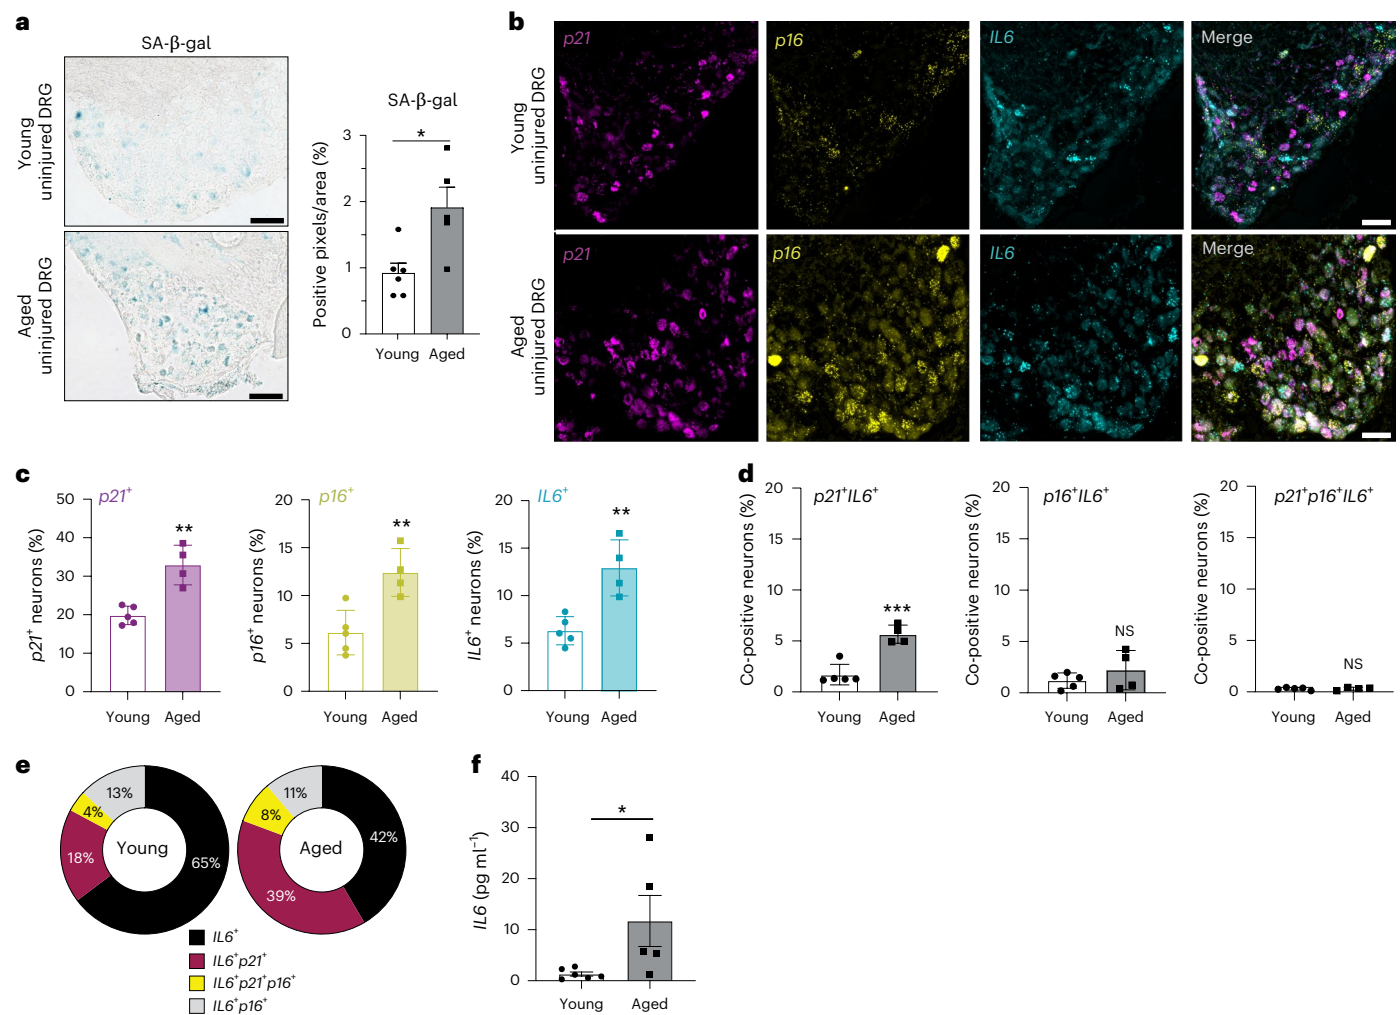 a
SA-β-gal
Young
uninjured DRG
Aged
uninjured DRG
SA-β-gal
Positive pixels/area (%)
3
2
1
0
*
Young
Aged
b
Young
uninjured DRG
p21
p16
IL6
Merge
Aged
uninjured DRG
p21
p16
IL6
Merge
c
p21⁺
p21⁺ neurons (%)
50
40
30
20
10
0
**
Young
Aged
p16⁺
p16⁺ neurons (%)
20
15
10
5
0
**
Young
Aged
IL6⁺
IL6⁺ neurons (%)
20
15
10
5
0
**
Young
Aged
d
p21⁺IL6⁺
Co-positive neurons (%)
20
15
10
5
0
***
Young
Aged
p16⁺IL6⁺
Co-positive neurons (%)
20
15
10
5
0
NS
Young
Aged
p21⁺p16⁺IL6⁺
Co-positive neurons (%)
20
15
10
5
0
NS
Young
Aged
e
Young
13%
4%
18%
65%
Aged
11%
8%
39%
42%
IL6⁺
IL6⁺p21⁺
IL6⁺p21⁺p16⁺
IL6⁺p16⁺
f
IL6 (pg ml⁻¹)
40
30
20
10
0
*
Young
Aged